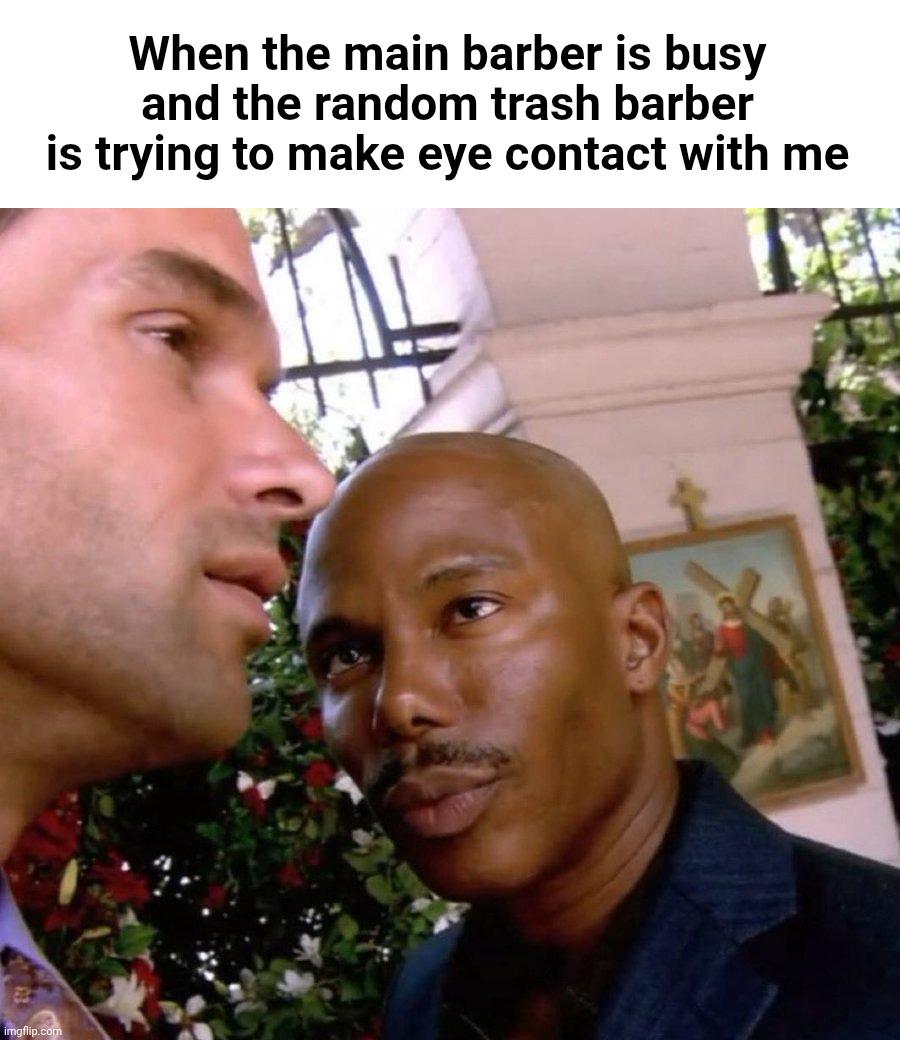 When the main barber is busy
and the random trash barber
is trying to make eye contact with me
imgflip.com